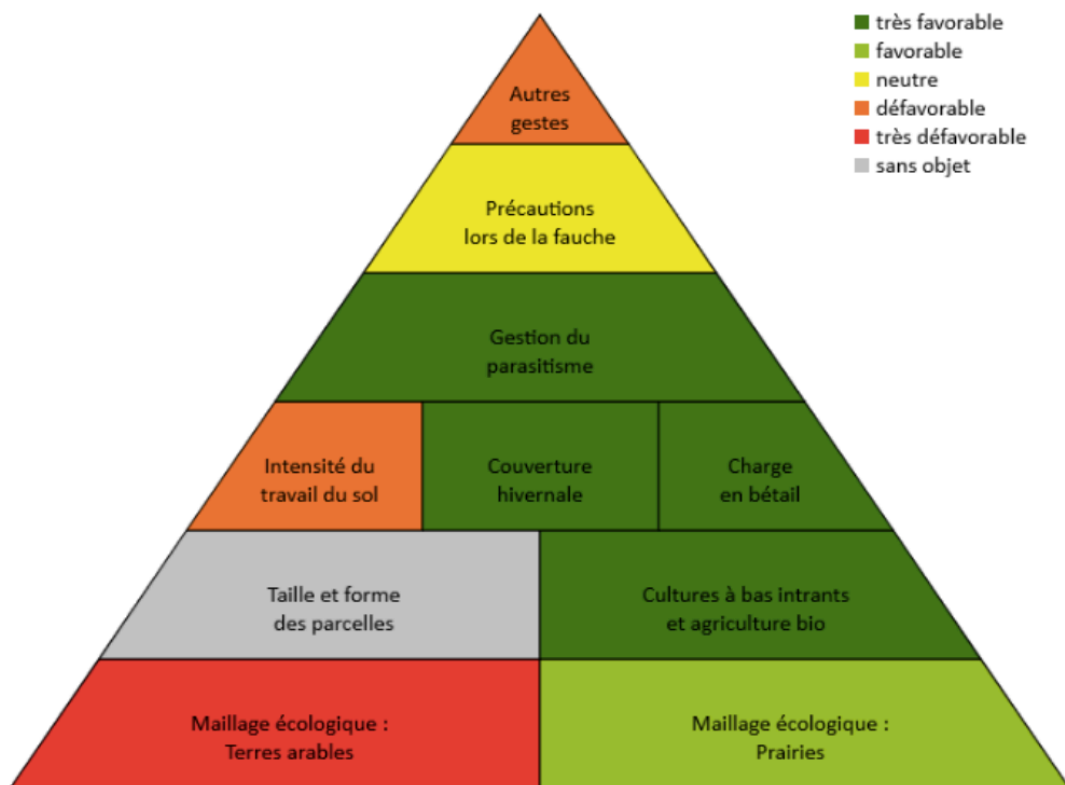 très favorable
favorable
neutre
défavorable
très défavorable
sans objet
Autres
gestes
Précautions
lors de la fauche
Gestion du
parasitisme
Intensité du
travail du sol
Couverture
hivernale
Charge
en bétail
Taille et forme
des parcelles
Cultures à bas intrants
et agriculture bio
Maillage écologique :
Terres arables
Maillage écologique :
Prairies